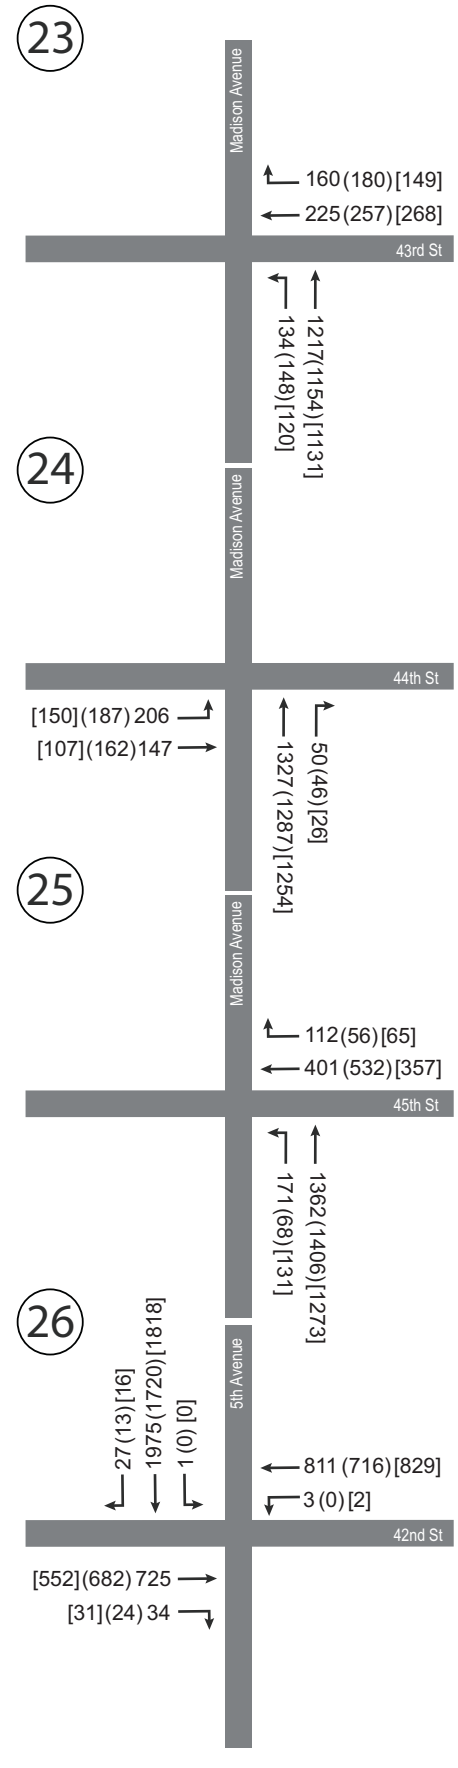 23
Madison Avenue
160 (180) [149]
225 (257) [268]
43rd St
134 (148) [120]
1217(1154) [1131]
24
Madison Avenue
44th St
[150] (187) 206
[107] (162) 147
1327 (1287) [1254]
50 (46) [26]
25
Madison Avenue
112 (56) [65]
401 (532) [357]
45th St
171 (68) [131]
1362 (1406) [1273]
26
5th Avenue
27 (13) [16]
1975 (1720) [1818]
1 (0) [0]
811 (716) [829]
3 (0) [2]
42nd St
[552] (682) 725
[31] (24) 34